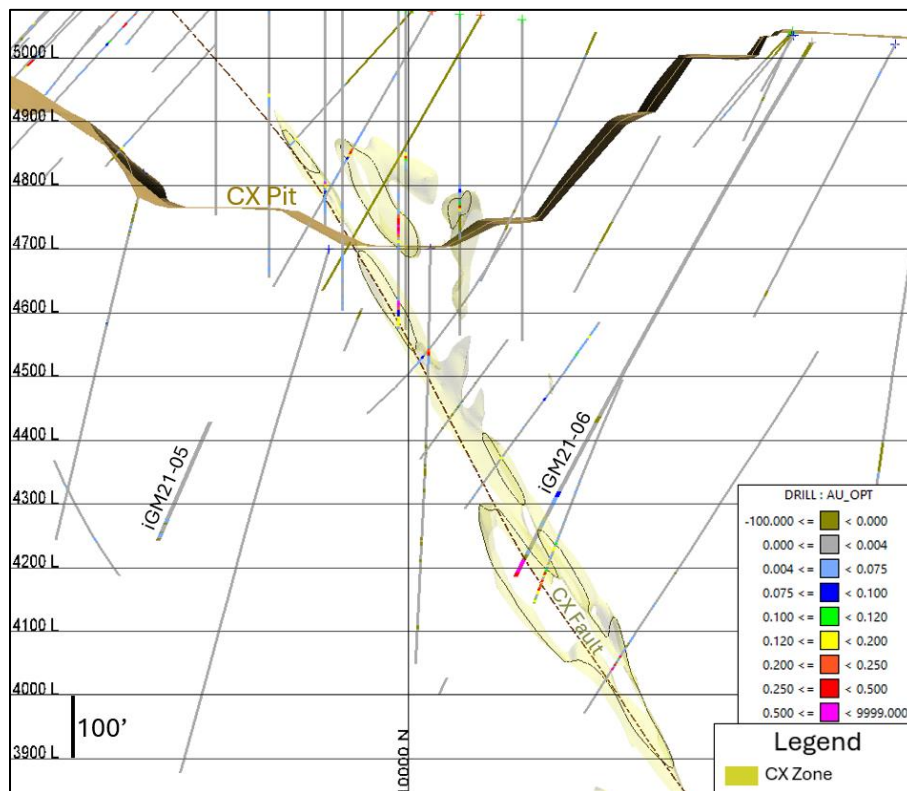 5000 L
4900 L
4800 L
CX Pit
4700 L
4600 L
4500 L
4400 L
iGM21-05
iGM21-06
4300 L
4200 L
CX Fault
4100 L
4000 L
100'
3900 L
DRILL : AU_OPT
-100.000 <= < 0.000
0.000 <= < 0.004
0.004 <= < 0.075
0.075 <= < 0.100
0.100 <= < 0.120
0.120 <= < 0.200
0.200 <= < 0.250
0.250 <= < 0.500
0.500 <= < 9999.000
Legend
CX Zone